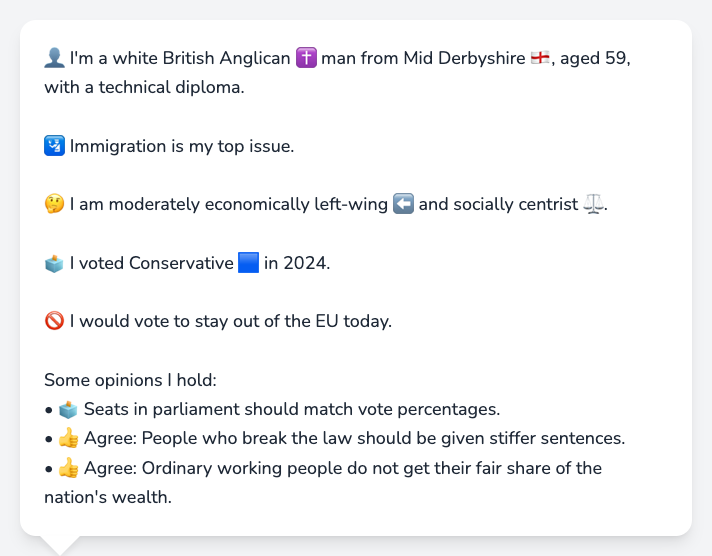 👤 I'm a white British Anglican ✝️ man from Mid Derbyshire 🏴󠁧󠁢󠁥󠁮󠁧󠁿, aged 59,
with a technical diploma.
🛂 Immigration is my top issue.
🤔 I am moderately economically left-wing ⬅️ and socially centrist ⚖️.
🗳️ I voted Conservative 🟦 in 2024.
🚫 I would vote to stay out of the EU today.
Some opinions I hold:
• 🗳️ Seats in parliament should match vote percentages.
• 👍 Agree: People who break the law should be given stiffer sentences.
• 👍 Agree: Ordinary working people do not get their fair share of the
nation's wealth.